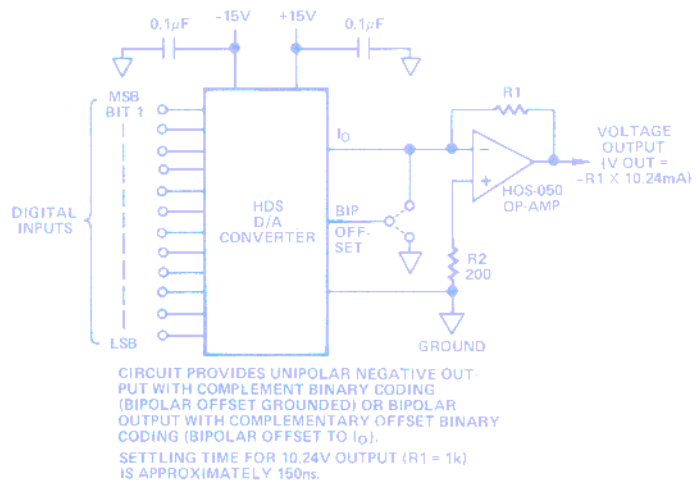 -15V +15V
0.1µF 0.1µF
MSB
BIT 1
DIGITAL
INPUTS
LSB
HDS
D/A
CONVERTER
IO
BIP
OFF-
SET
R1
HOS-050
OP-AMP
R2
200
GROUND
VOLTAGE
OUTPUT
(V OUT =
-R1 X 10.24mA)
CIRCUIT PROVIDES UNIPOLAR NEGATIVE OUT-
PUT WITH COMPLEMENT BINARY CODING
(BIPOLAR OFFSET GROUNDED) OR BIPOLAR
OUTPUT WITH COMPLEMENTARY OFFSET BINARY
CODING (BIPOLAR OFFSET TO IO).
SETTLING TIME FOR 10.24V OUTPUT (R1 = 1k)
IS APPROXIMATELY 150ns.